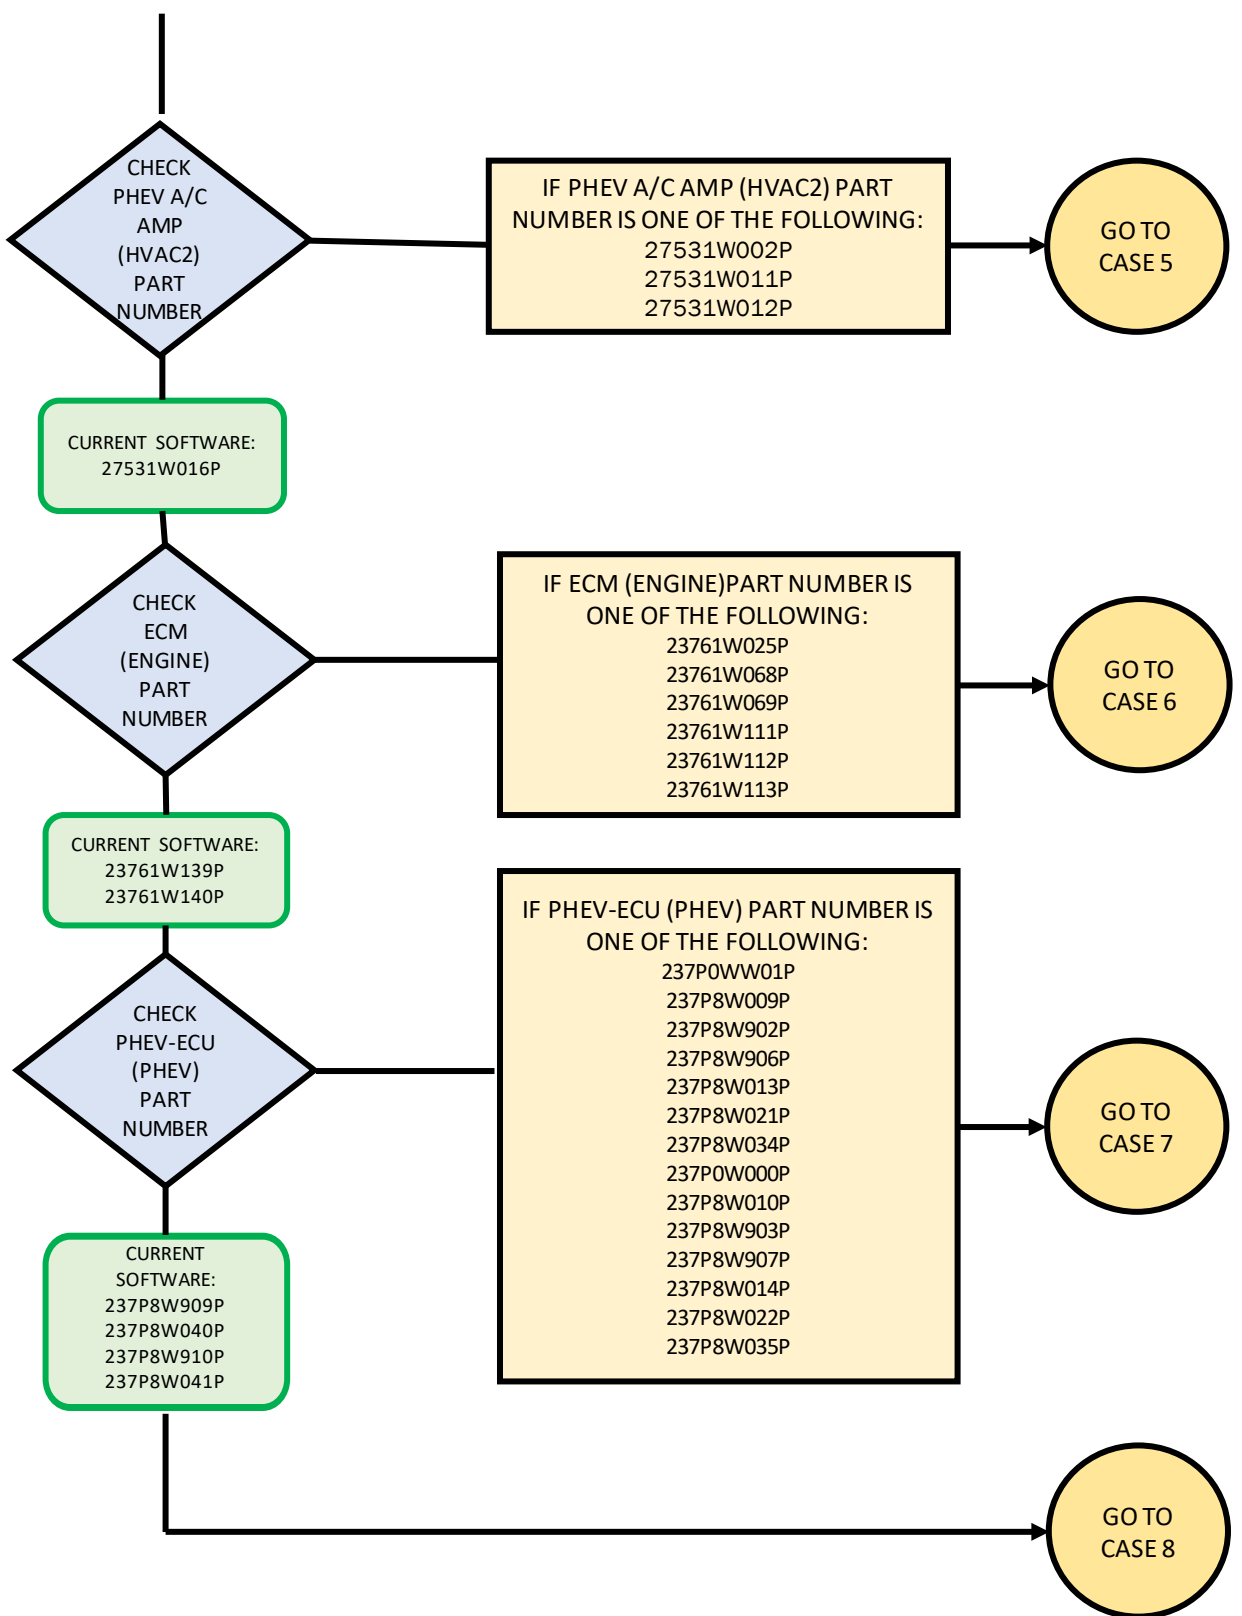 CHECK
PHEV A/C
AMP
(HVAC2)
PART
NUMBER
IF PHEV A/C AMP (HVAC2) PART
NUMBER IS ONE OF THE FOLLOWING:
27531W002P
27531W011P
27531W012P
GO TO
CASE 5
CURRENT SOFTWARE:
27531W016P
CHECK
ECM
(ENGINE)
PART
NUMBER
IF ECM (ENGINE)PART NUMBER IS
ONE OF THE FOLLOWING:
23761W025P
23761W068P
23761W069P
23761W111P
23761W112P
23761W113P
GO TO
CASE 6
CURRENT SOFTWARE:
23761W139P
23761W140P
CHECK
PHEV-ECU
(PHEV)
PART
NUMBER
IF PHEV-ECU (PHEV) PART NUMBER IS
ONE OF THE FOLLOWING:
237P0WW01P
237P8W009P
237P8W902P
237P8W906P
237P8W013P
237P8W021P
237P8W034P
237P0W000P
237P8W010P
237P8W903P
237P8W907P
237P8W014P
237P8W022P
237P8W035P
GO TO
CASE 7
CURRENT
SOFTWARE:
237P8W909P
237P8W040P
237P8W910P
237P8W041P
GO TO
CASE 8